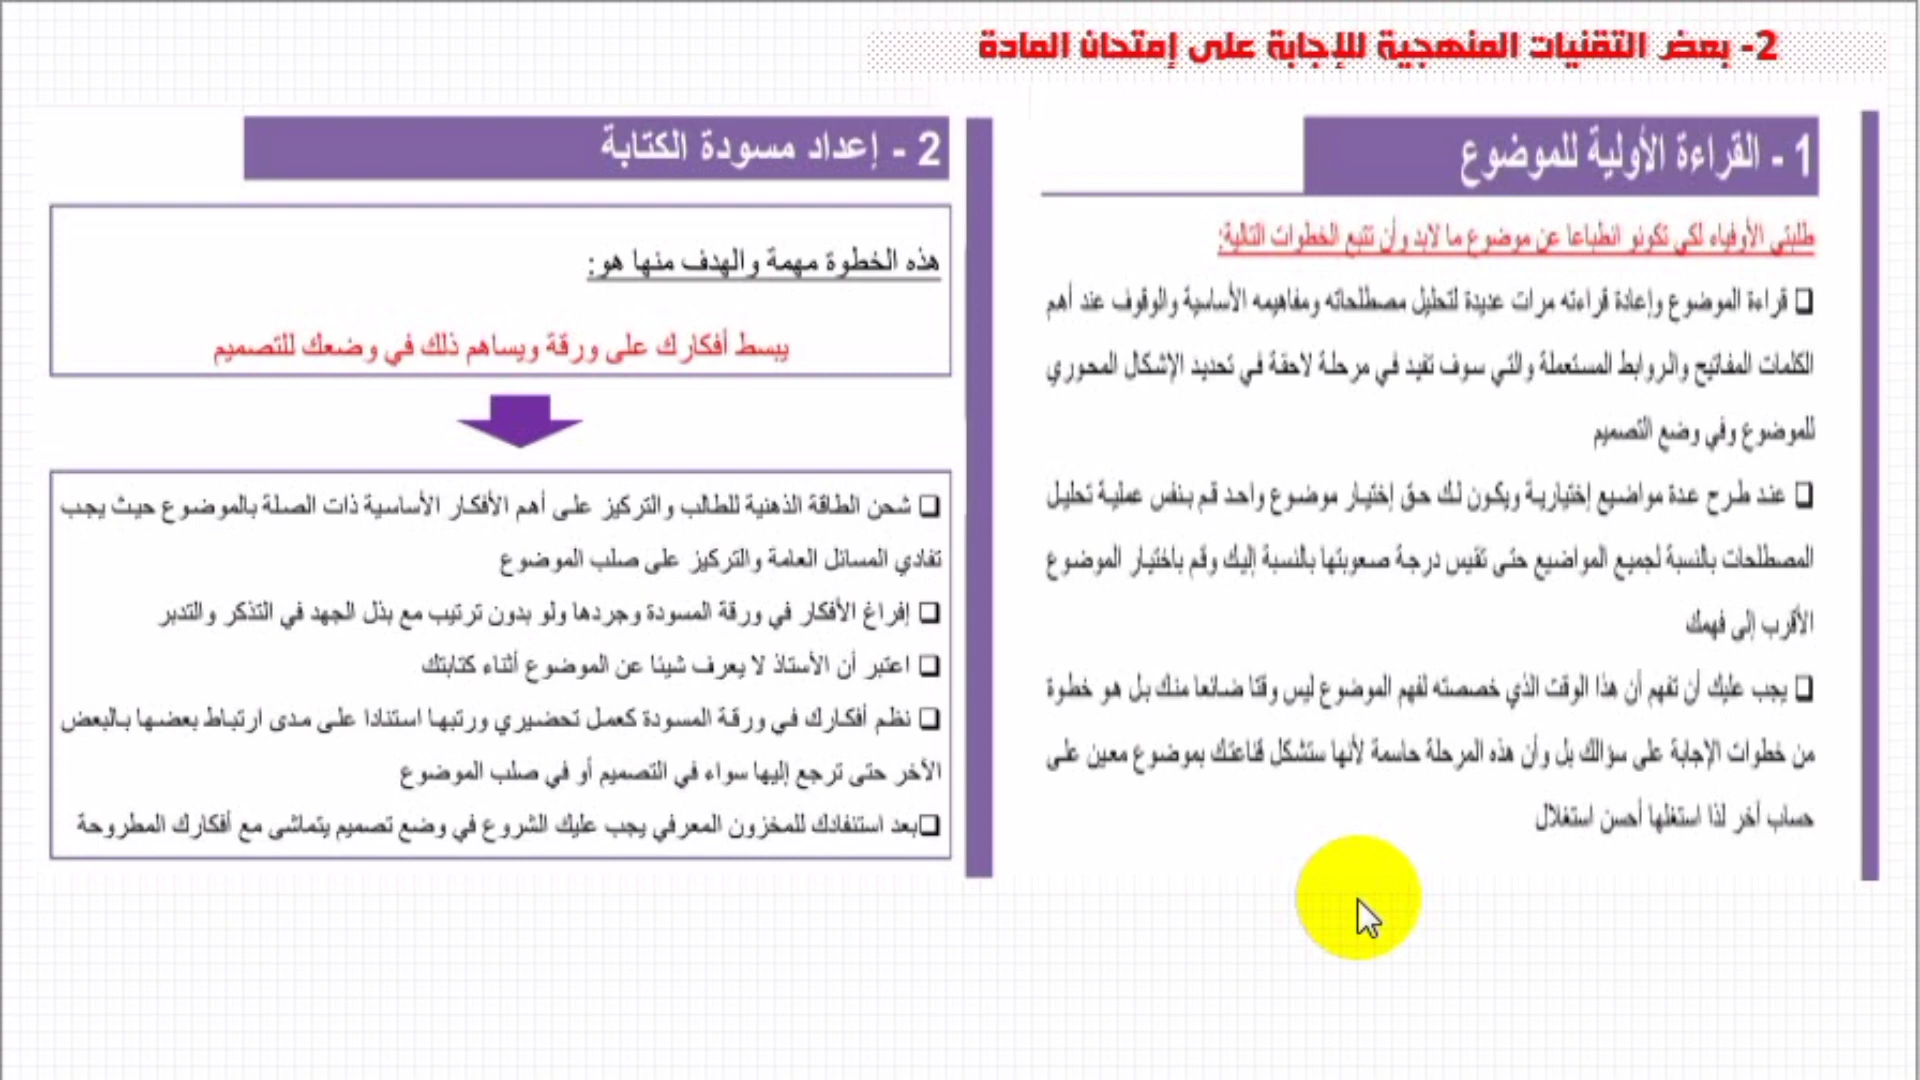 2- بعض التقنيات المنهجية للإجابة على إمتحان المادة
1 - القراءة الأولية للموضوع
طلبتي الأوفياء لكي تكونو انطباعا عن موضوع ما لابد وأن تتبع الخطوات التالية:
❑ قراءة الموضوع وإعادة قراءته مرات عديدة لتحليل مصطلحاته ومفاهيمه الأساسية والوقوف عند أهم
الكلمات المفاتيح والروابط المستعملة والتي سوف تفيد في مرحلة لاحقة في تحديد الإشكال المحوري
للموضوع وفي وضع التصميم
❑ عند طرح عدة مواضيع إختيارية ويكون لك حق إختيار موضوع واحد قم بنفس عملية تحليل
المصطلحات بالنسبة لجميع المواضيع حتى تقيس درجة صعوبتها بالنسبة إليك وقم باختيار الموضوع
الأقرب إلى فهمك
❑ يجب عليك أن تفهم أن هذا الوقت الذي خصصته لفهم الموضوع ليس وقتا ضائعا منك بل هو خطوة
من خطوات الإجابة على سؤالك بل وأن هذه المرحلة حاسمة لأنها ستشكل قناعتك بموضوع معين على
حساب آخر لذا استغلها أحسن استغلال
2 - إعداد مسودة الكتابة
هذه الخطوة مهمة والهدف منها هو:
يبسط أفكارك على ورقة ويساهم ذلك في وضعك للتصميم
❑ شحن الطاقة الذهنية للطالب والتركيز على أهم الأفكار الأساسية ذات الصلة بالموضوع حيث يجب
تفادي المسائل العامة والتركيز على صلب الموضوع
❑ إفراغ الأفكار في ورقة المسودة وجردها ولو بدون ترتيب مع بذل الجهد في التذكر والتدبر
❑ اعتبر أن الأستاذ لا يعرف شيئا عن الموضوع أثناء كتابتك
❑ نظم أفكارك في ورقة المسودة كعمل تحضيري ورتبها استنادا على مدى ارتباط بعضها بالبعض
الآخر حتى ترجع إليها سواء في التصميم أو في صلب الموضوع
❑بعد استنفادك للمخزون المعرفي يجب عليك الشروع في وضع تصميم يتماشى مع أفكارك المطروحة